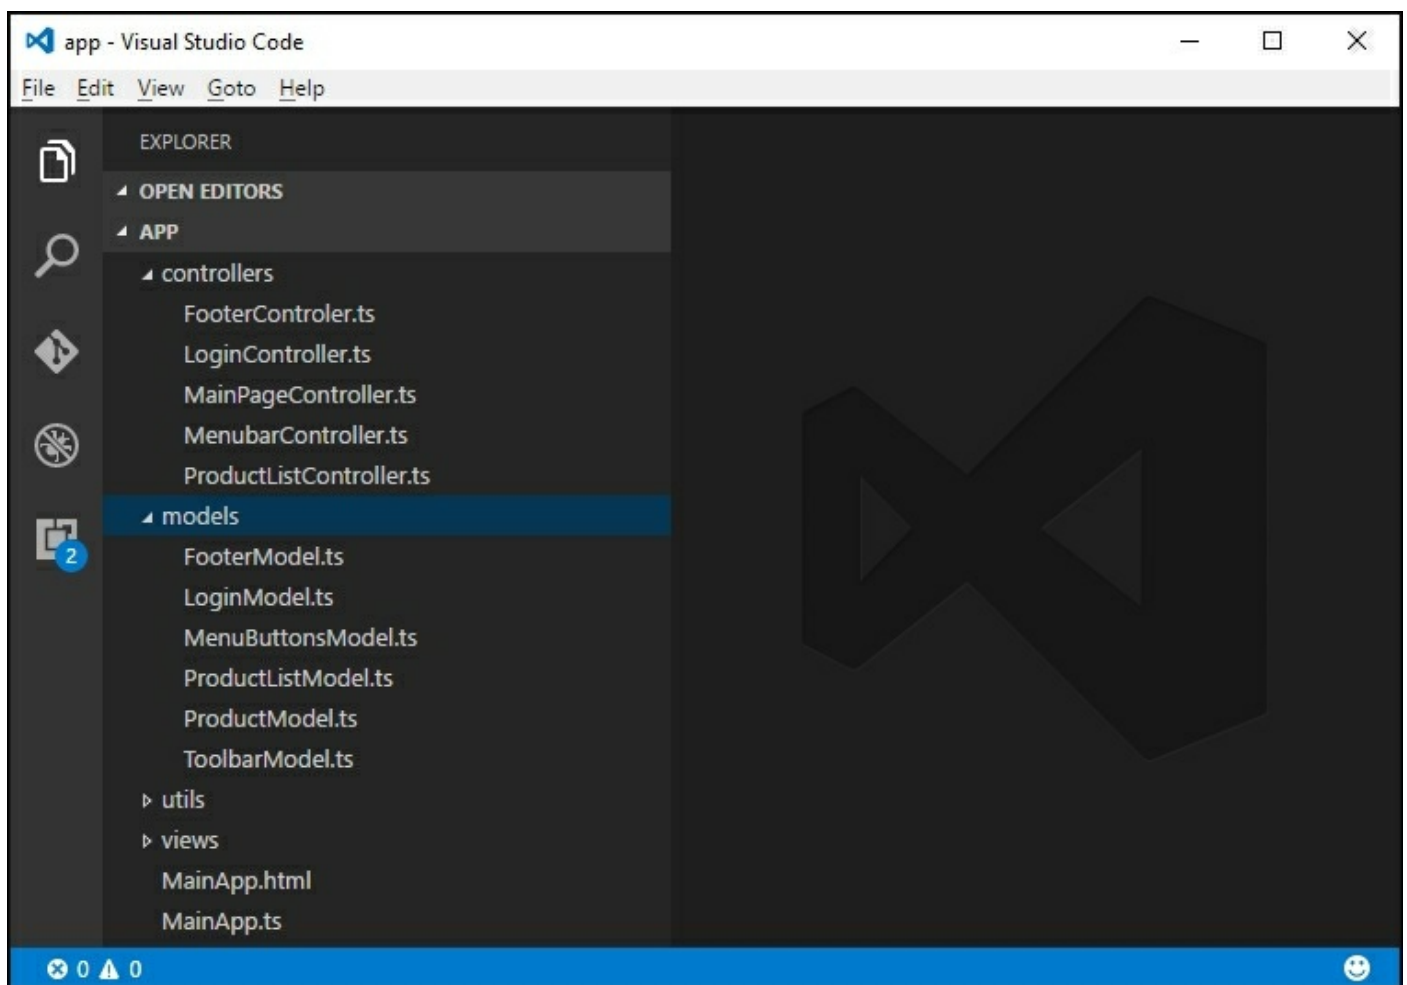 app - Visual Studio Code
File Edit View Goto Help
EXPLORER
OPEN EDITORS
APP
controllers
FooterControler.ts
LoginController.ts
MainPageController.ts
MenubarController.ts
ProductListController.ts
models
2
FooterModel.ts
LoginModel.ts
MenuButtonsModel.ts
ProductListModel.ts
ProductModel.ts
ToolbarModel.ts
utils
views
MainApp.html
MainApp.ts
0 0